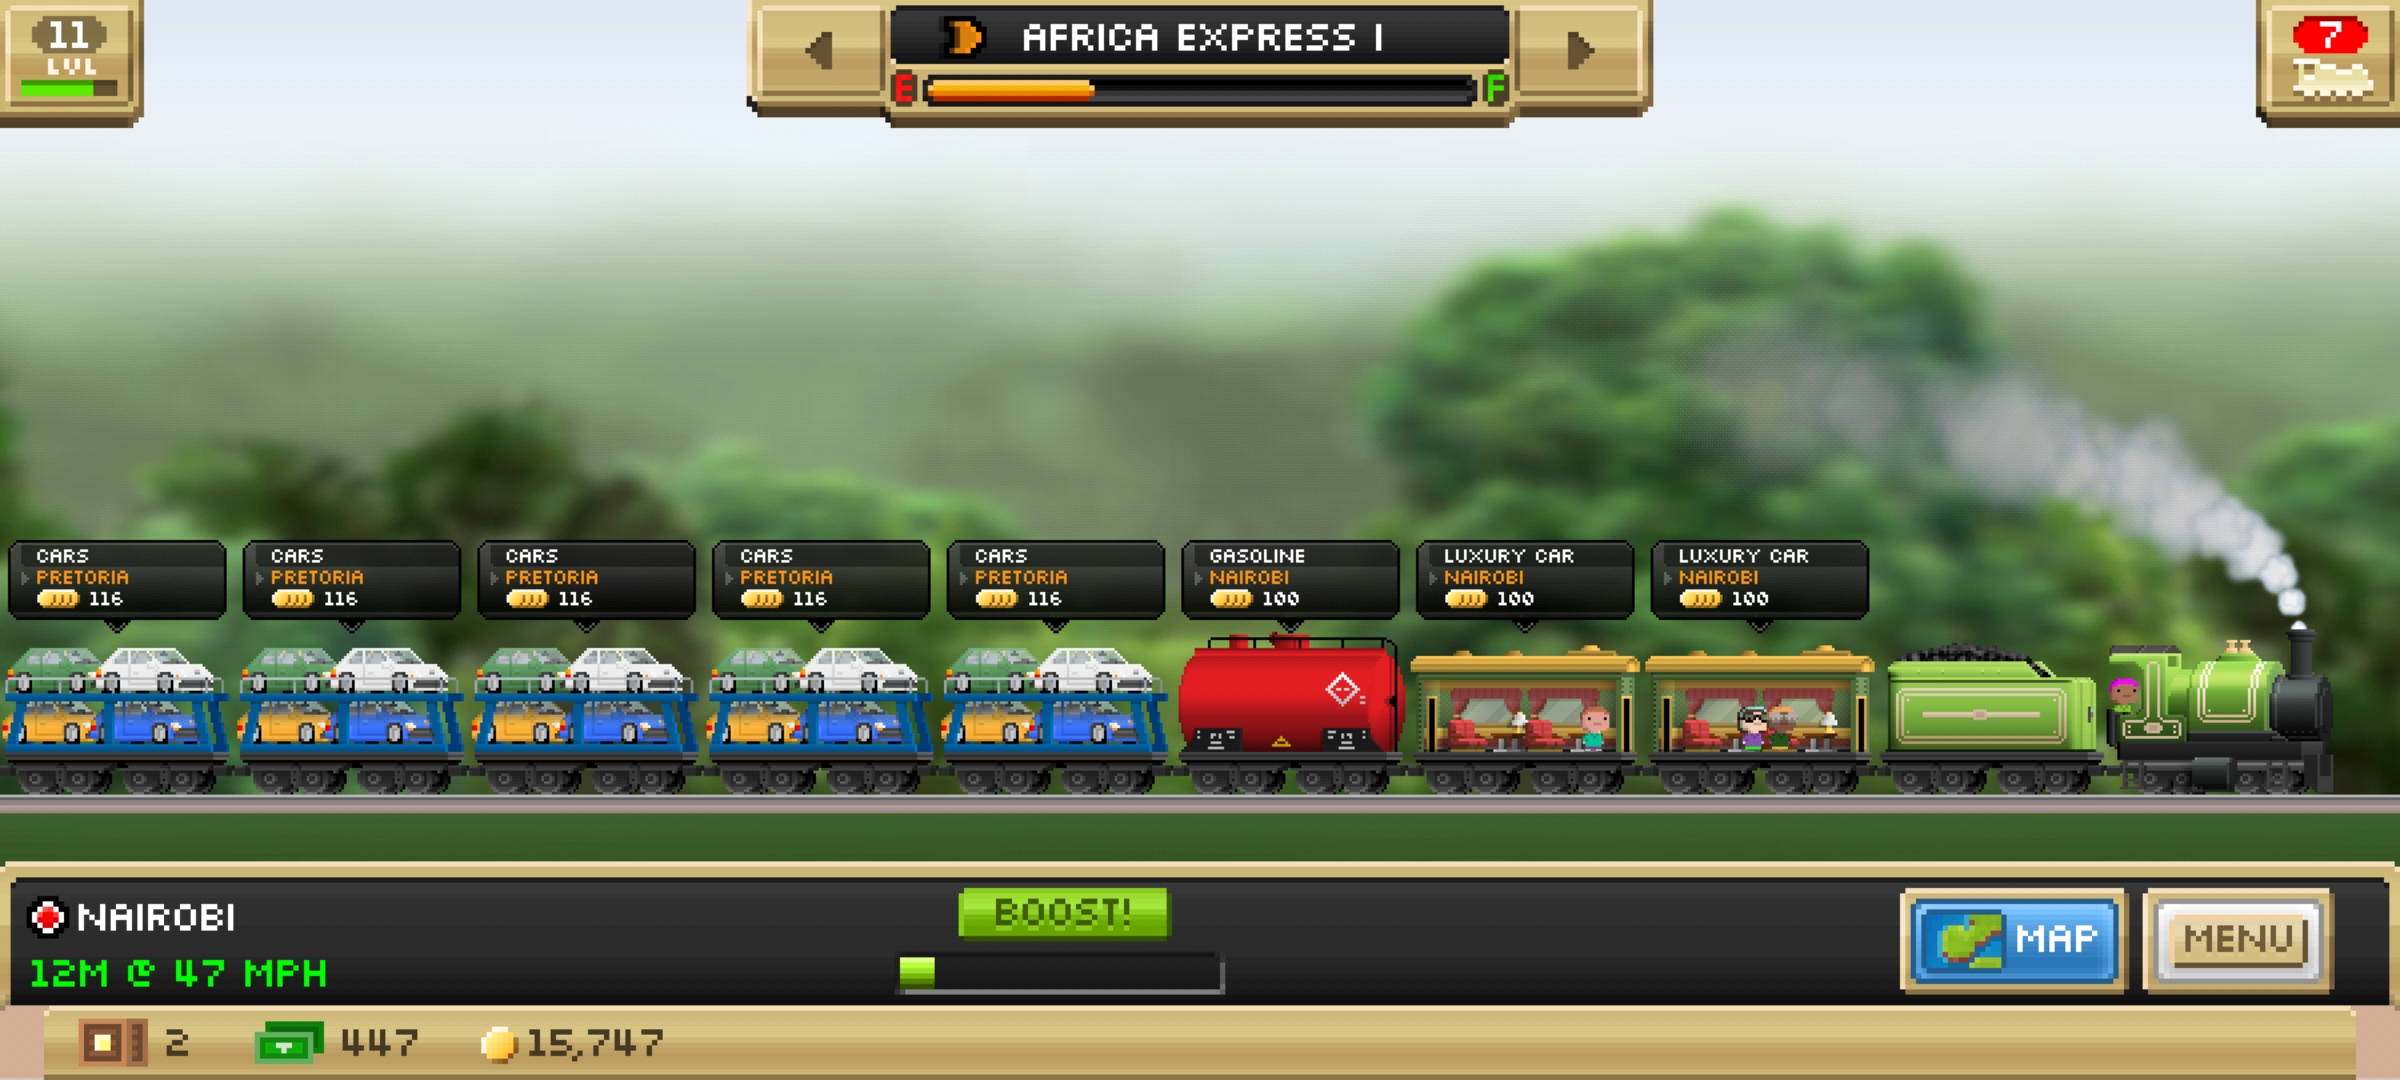 11
LVL
AFRICA EXPRESS I
E F
7
CARS
PRETORIA
116
CARS
PRETORIA
116
CARS
PRETORIA
116
CARS
PRETORIA
116
CARS
PRETORIA
116
GASOLINE
NAIROBI
100
LUXURY CAR
NAIROBI
100
LUXURY CAR
NAIROBI
100
NAIROBI
12M @ 47 MPH
BOOST!
MAP
MENU
2
447
15,747